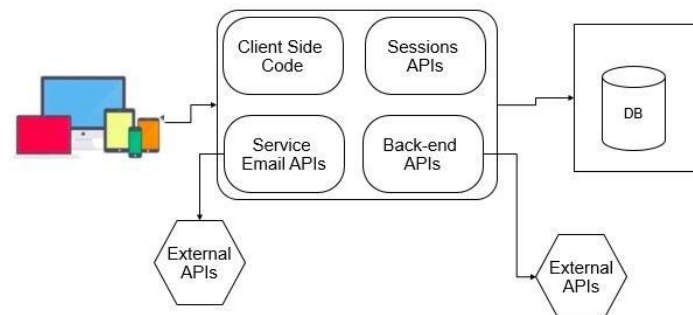 Client Side
Code
Sessions
APIs
Service
Email APIs
Back-end
APIs
DB
External
APIs
External
APIs